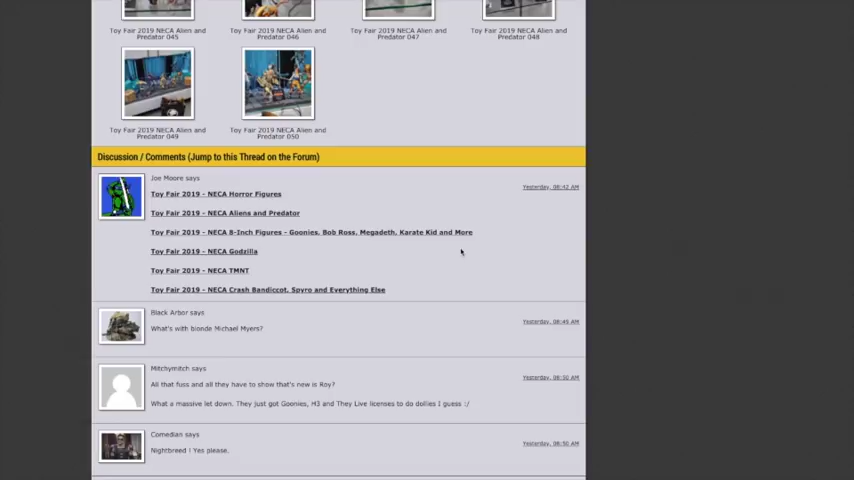 Toy Fair 2019 NECA Alien and
Predator 045
Toy Fair 2019 NECA Alien and
Predator 046
Toy Fair 2019 NECA Alien and
Predator 047
Toy Fair 2019 NECA Alien and
Predator 048
Toy Fair 2019 NECA Alien and
Predator 049
Toy Fair 2019 NECA Alien and
Predator 050
Discussion / Comments (Jump to this Thread on the Forum)
Joe Moore says
Yesterday, 08:42 AM
Toy Fair 2019 - NECA Horror Figures
Toy Fair 2019 - NECA Aliens and Predator
Toy Fair 2019 - NECA 8-Inch Figures - Goonies, Bob Ross, Megadeth, Karate Kid and More
Toy Fair 2019 - NECA Godzilla
Toy Fair 2019 - NECA TMNT
Toy Fair 2019 - NECA Crash Bandiccot, Spyro and Everything Else
Black Arbor says
Yesterday, 08:49 AM
What's with blonde Michael Myers?
Mitchymitch says
Yesterday, 08:50 AM
All that fuss and all they have to show that's new is Roy?
What a massive let down. They just got Goonies, H3 and They Live licenses to do dollies I guess :/
Comedian says
Yesterday, 08:50 AM
Nightbreed ! Yes please.